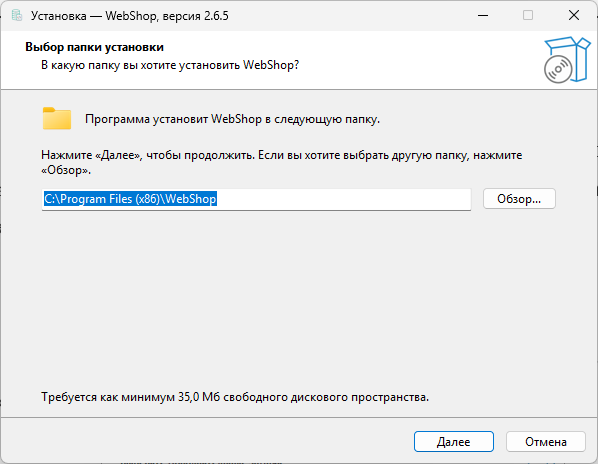 Установка — WebShop, версия 2.6.5
Выбор папки установки
В какую папку вы хотите установить WebShop?
Программа установит WebShop в следующую папку.
Нажмите «Далее», чтобы продолжить. Если вы хотите выбрать другую папку, нажмите
«Обзор».
C:\Program Files (x86)\WebShop
Обзор...
Требуется как минимум 35,0 Мб свободного дискового пространства.
Далее
Отмена